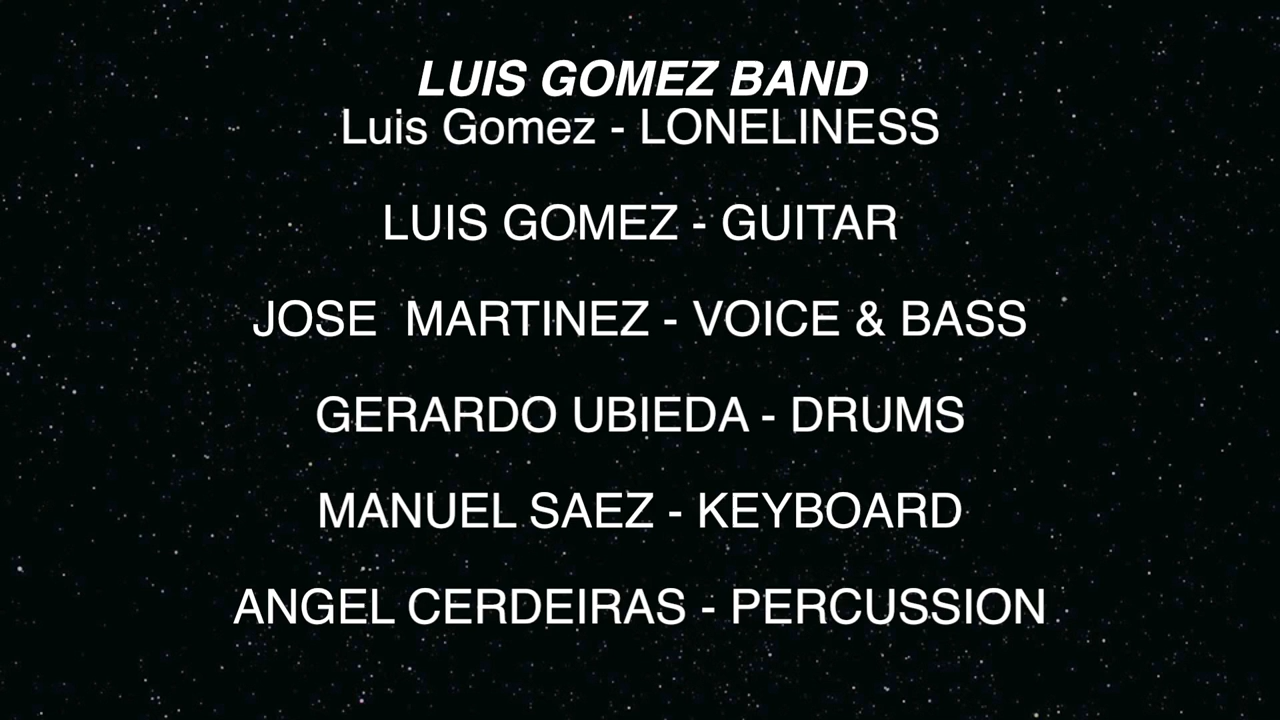 LUIS GOMEZ BAND
Luis Gomez - LONELINESS
LUIS GOMEZ - GUITAR
JOSE  MARTINEZ - VOICE & BASS
GERARDO UBIEDA - DRUMS
MANUEL SAEZ - KEYBOARD
ANGEL CERDEIRAS - PERCUSSION